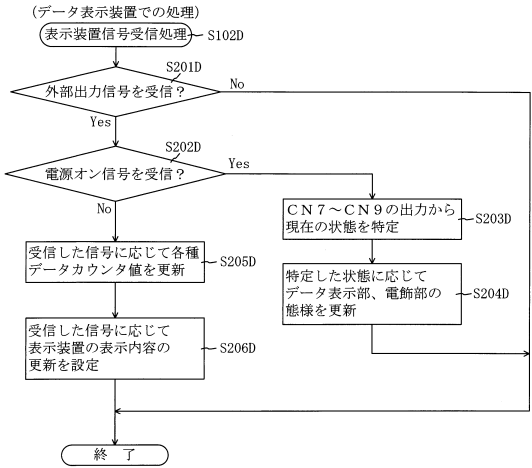 (データ表示装置での処理)
表示装置信号受信処理
S102D
S201D
外部出力信号を受信？
No
Yes
S202D
電源オン信号を受信？
Yes
No
ＣＮ７～ＣＮ９の出力から
現在の状態を特定
S203D
受信した信号に応じて各種
データカウンタ値を更新
S205D
特定した状態に応じて
データ表示部、電飾部の
態様を更新
S204D
受信した信号に応じて
表示装置の表示内容の
更新を設定
S206D
終 了